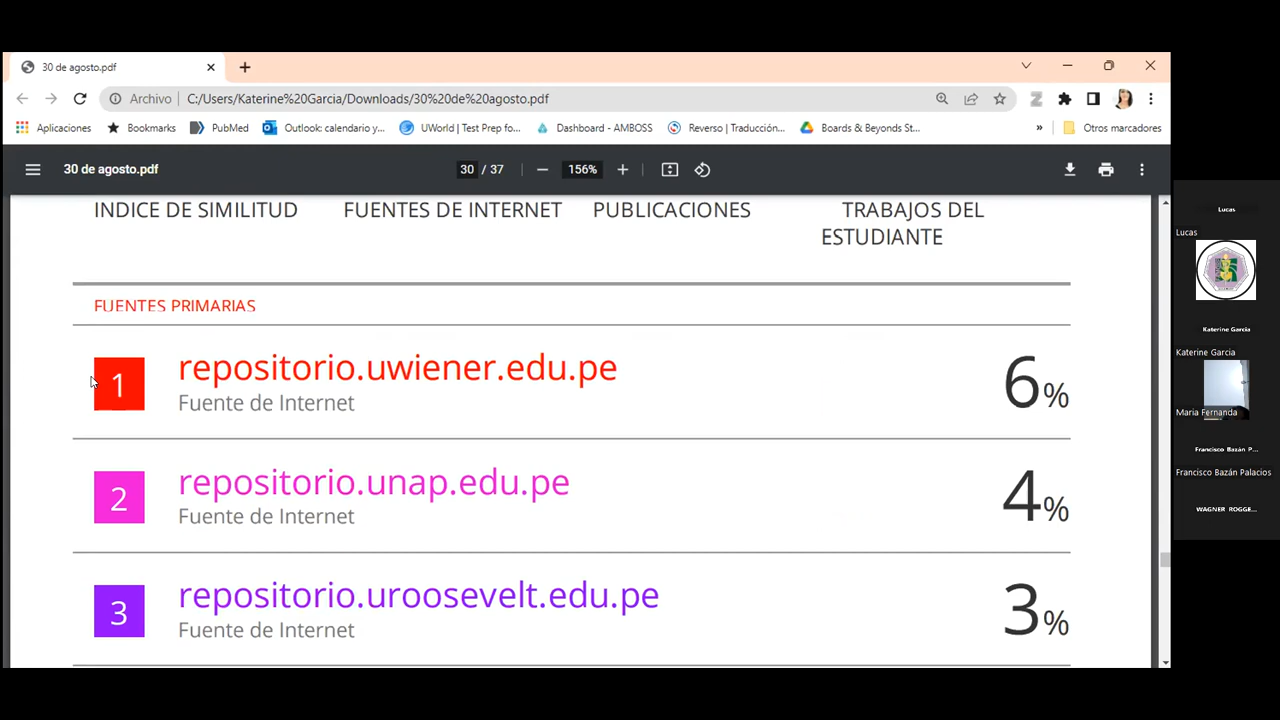 30 de agosto.pdf
Archivo C:/Users/Katerine%20Garcia/Downloads/30%20de%20agosto.pdf
Aplicaciones Bookmarks PubMed Outlook: calendario y... UWorld | Test Prep fo... Dashboard - AMBOSS Reverso | Traducción... Boards & Beyonds St... » Otros marcadores
30 de agosto.pdf 30 / 37 156%
INDICE DE SIMILITUD FUENTES DE INTERNET PUBLICACIONES TRABAJOS DEL
ESTUDIANTE
FUENTES PRIMARIAS
1 repositorio.uwiener.edu.pe 6%
Fuente de Internet
2 repositorio.unap.edu.pe 4%
Fuente de Internet
3 repositorio.uroosevelt.edu.pe 3%
Fuente de Internet
Lucas
Lucas
Katerine Garcia
Katerine Garcia
Maria Fernanda
Francisco Bazán P...
Francisco Bazán Palacios
WAGNER ROGGE...